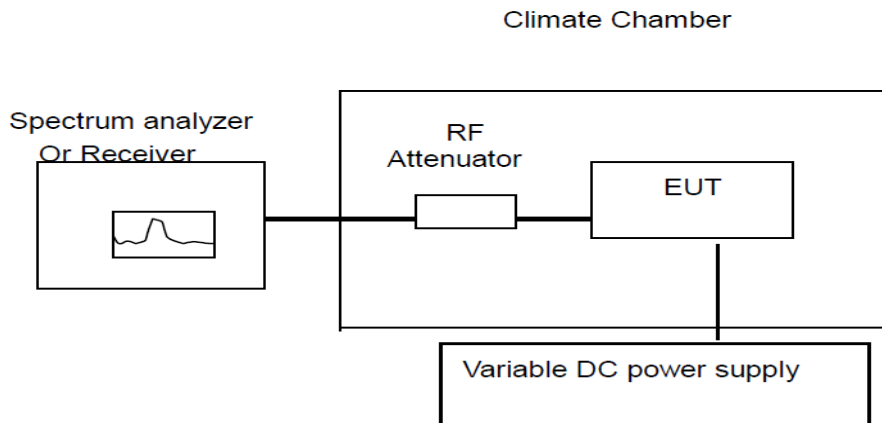 Climate Chamber
Spectrum analyzer
Or Receiver
RF
Attenuator
EUT
Variable DC power supply